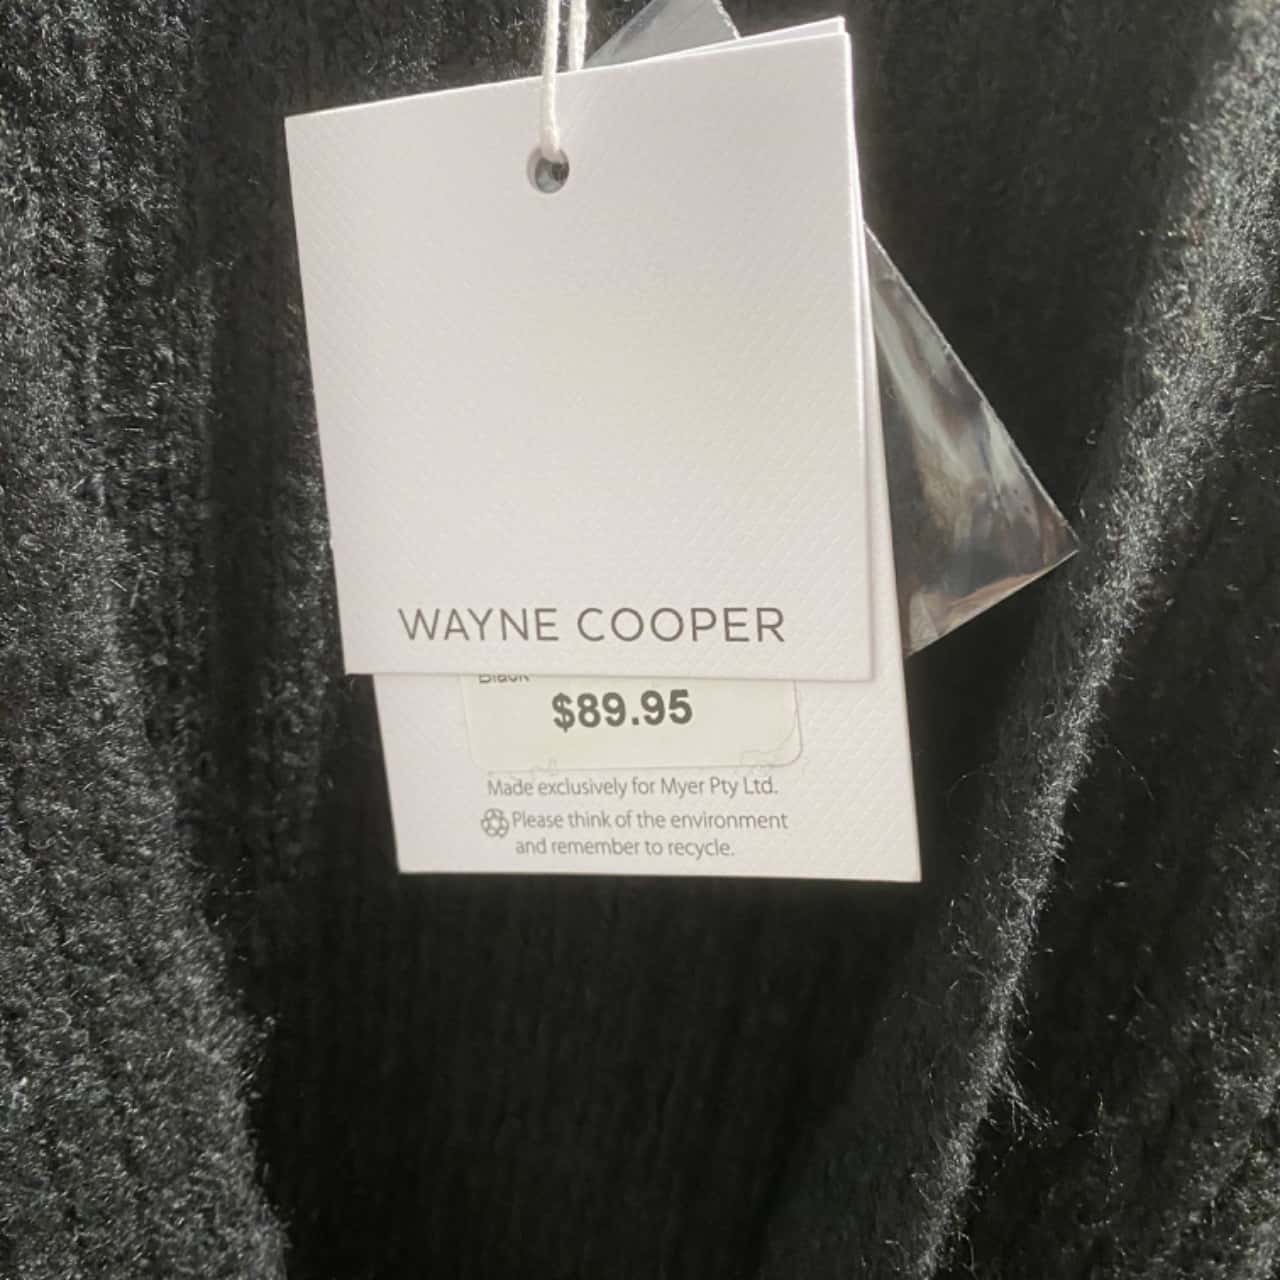 WAYNE COOPER
Black
$89.95
Made exclusively for Myer Pty Ltd.
Please think of the environment
and remember to recycle.